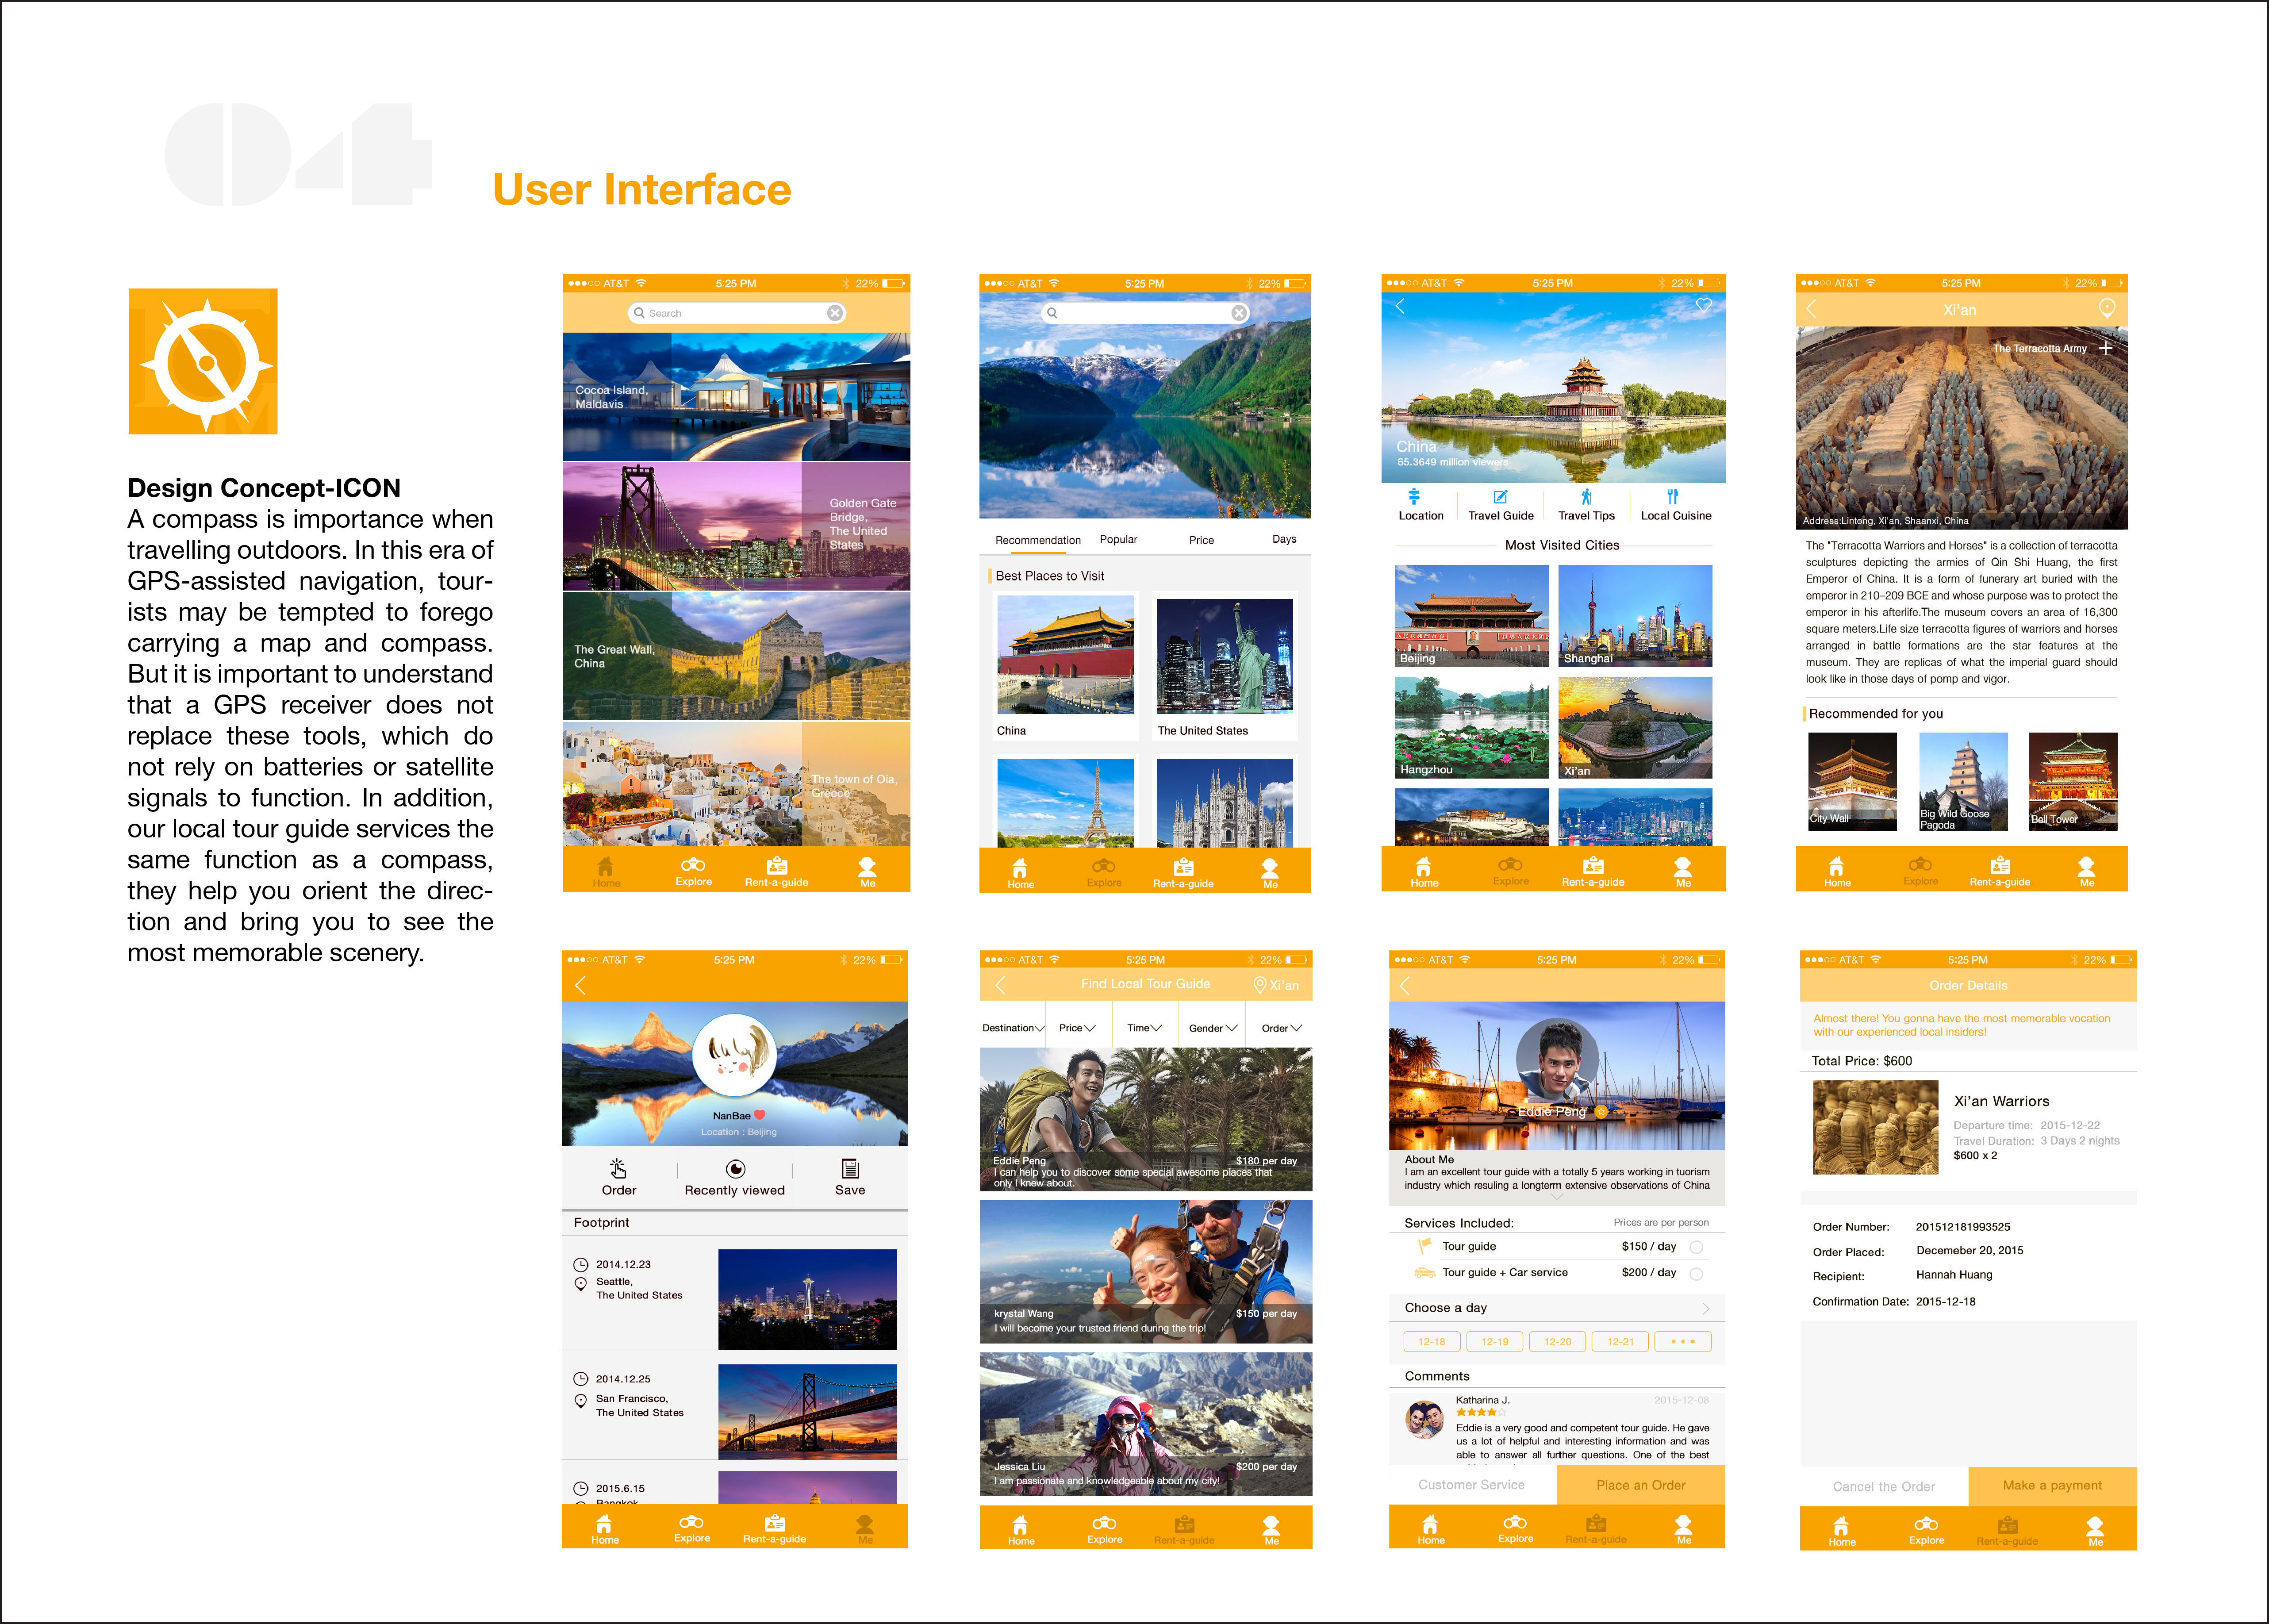 04
User Interface
Design Concept-ICON
A compass is importance when
travelling outdoors. In this era of
GPS-assisted navigation, tour-
ists may be tempted to forego
carrying a map and compass.
But it is important to understand
that a GPS receiver does not
replace these tools, which do
not rely on batteries or satellite
signals to function. In addition,
our local tour guide services the
same function as a compass,
they help you orient the direc-
tion and bring you to see the
most memorable scenery.
AT&T 5:25 PM 22%
Search
Cocoa Island,
Maldavis
Golden Gate
Bridge,
The United
States
The Great Wall,
China
The town of Oia,
Greece
Home Explore Rent-a-guide Me
AT&T 5:25 PM 22%
Recommendation Popular Price Days
Best Places to Visit
China The United States
Home Explore Rent-a-guide Me
AT&T 5:25 PM 22%
China
65.3649 million viewers
Location Travel Guide Travel Tips Local Cuisine
Most Visited Cities
Beijing Shanghai
Hangzhou Xi'an
Home Explore Rent-a-guide Me
AT&T 5:25 PM 22%
Xi'an
The Terracotta Army
Address:Lintong, Xi'an, Shaanxi, China
The "Terracotta Warriors and Horses" is a collection of terracotta
sculptures depicting the armies of Qin Shi Huang, the first
Emperor of China. It is a form of funerary art buried with the
emperor in 210–209 BCE and whose purpose was to protect the
emperor in his afterlife.The museum covers an area of 16,300
square meters.Life size terracotta figures of warriors and horses
arranged in battle formations are the star features at the
museum. They are replicas of what the imperial guard should
look like in those days of pomp and vigor.
Recommended for you
City Wall Big Wild Goose Bell Tower
Pagoda
Home Explore Rent-a-guide Me
AT&T 5:25 PM 22%
NanBae
Location : Beijing
Order Recently viewed Save
Footprint
2014.12.23
Seattle,
The United States
2014.12.25
San Francisco,
The United States
2015.6.15
Bangkok
Home Explore Rent-a-guide Me
AT&T 5:25 PM 22%
Find Local Tour Guide Xi'an
Destination Price Time Gender Order
Eddie Peng $180 per day
I can help you to discover some special awesome places that
only I knew about.
krystal Wang $150 per day
I will become your trusted friend during the trip!
Jessica Liu $200 per day
I am passionate and knowledgeable about my city!
Home Explore Rent-a-guide Me
AT&T 5:25 PM 22%
Eddie Peng
About Me
I am an excellent tour guide with a totally 5 years working in tuorism
industry which resuling a longterm extensive observations of China
Services Included: Prices are per person
Tour guide $150 / day
Tour guide + Car service $200 / day
Choose a day
12-18 12-19 12-20 12-21
Comments
Katharina J. 2015-12-08
Eddie is a very good and competent tour guide. He gave
us a lot of helpful and interesting information and was
able to answer all further questions. One of the best
Customer Service Place an Order
Home Explore Rent-a-guide Me
AT&T 5:25 PM 22%
Order Details
Almost there! You gonna have the most memorable vocation
with our experienced local insiders!
Total Price: $600
Xi'an Warriors
Departure time: 2015-12-22
Travel Duration: 3 Days 2 nights
$600 x 2
Order Number: 201512181993525
Order Placed: Decemeber 20, 2015
Recipient: Hannah Huang
Confirmation Date: 2015-12-18
Cancel the Order Make a payment
Home Explore Rent-a-guide Me